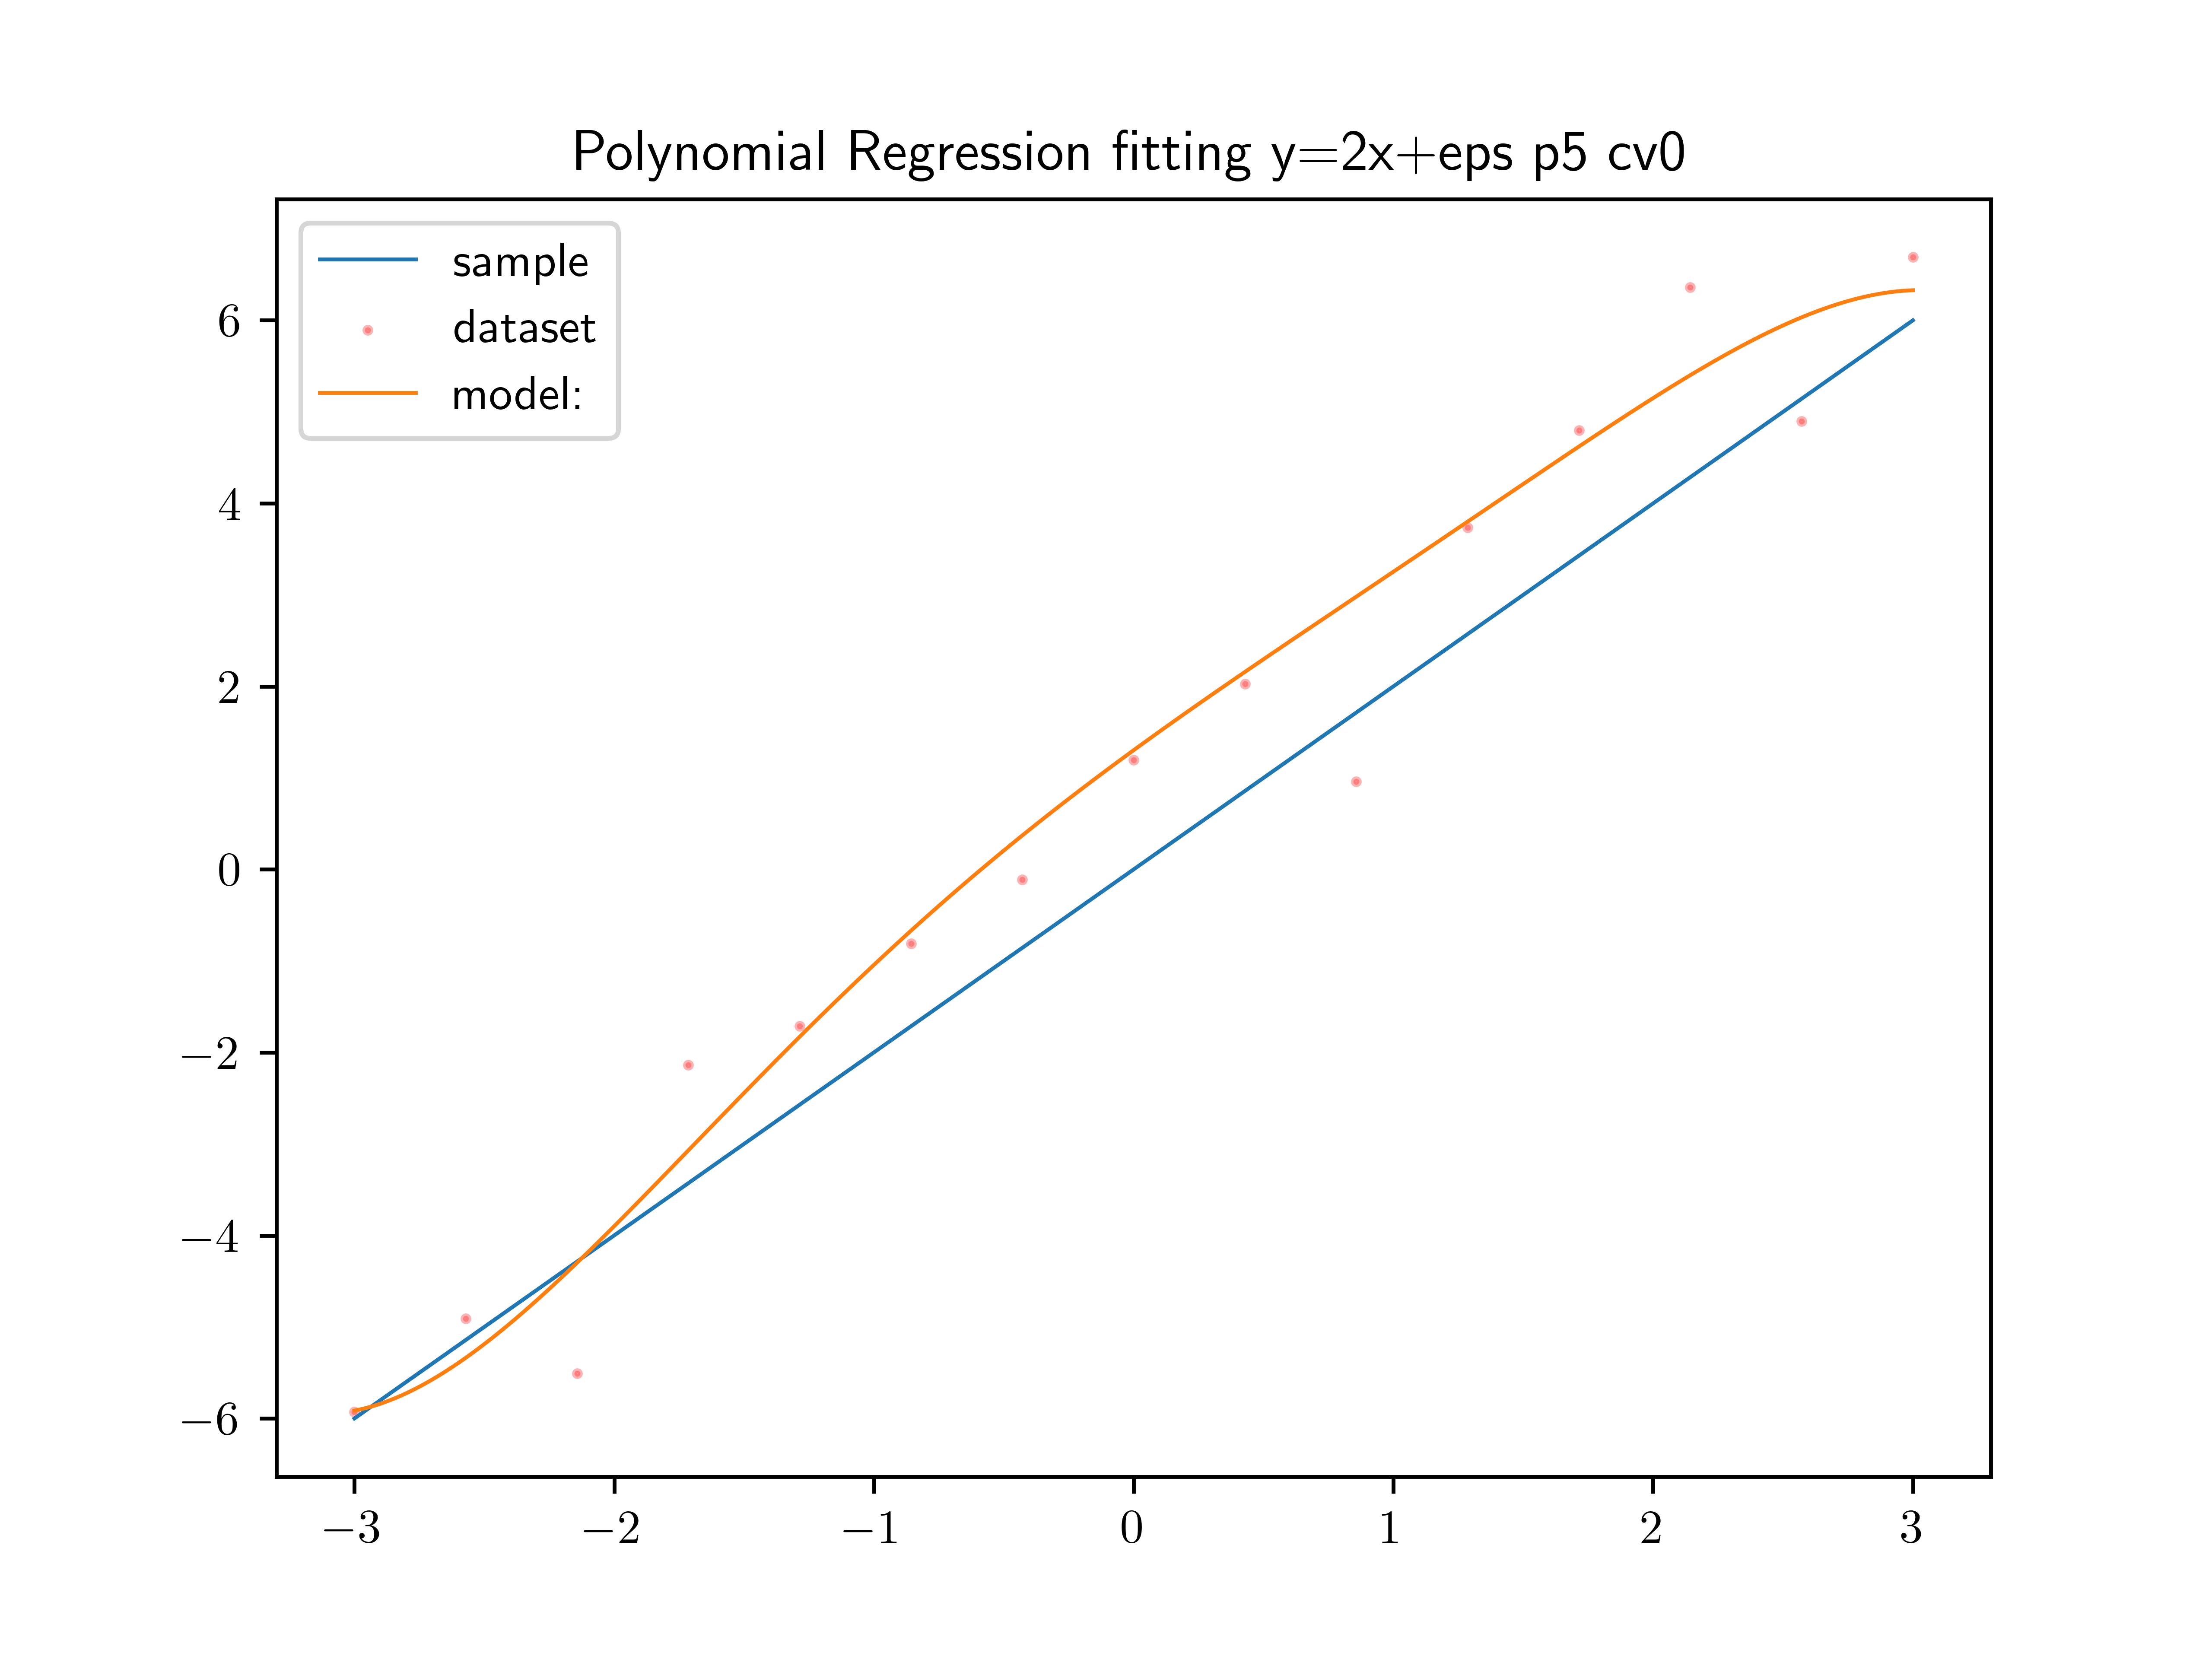 Polynomial Regression fitting y=2x+eps p5 cv0
sample
dataset
model:
6
4
2
0
−2
−4
−6
−3 −2 −1 0 1 2 3